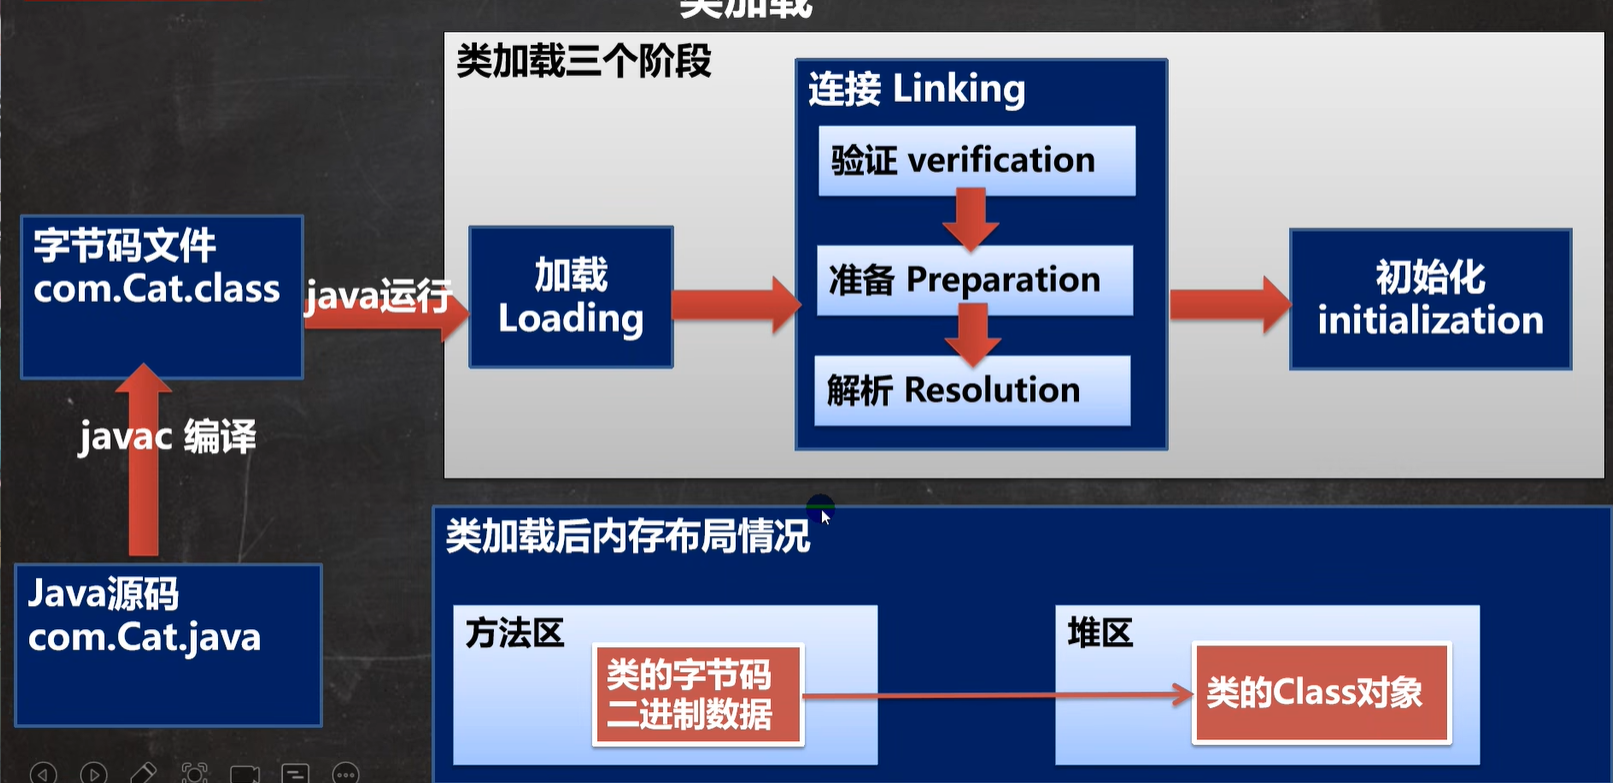 类加载
类加载三个阶段
连接 Linking
验证 verification
准备 Preparation
解析 Resolution
加载
Loading
初始化
initialization
字节码文件
com.Cat.class
java运行
javac 编译
Java源码
com.Cat.java
类加载后内存布局情况
方法区
类的字节码
二进制数据
堆区
类的Class对象